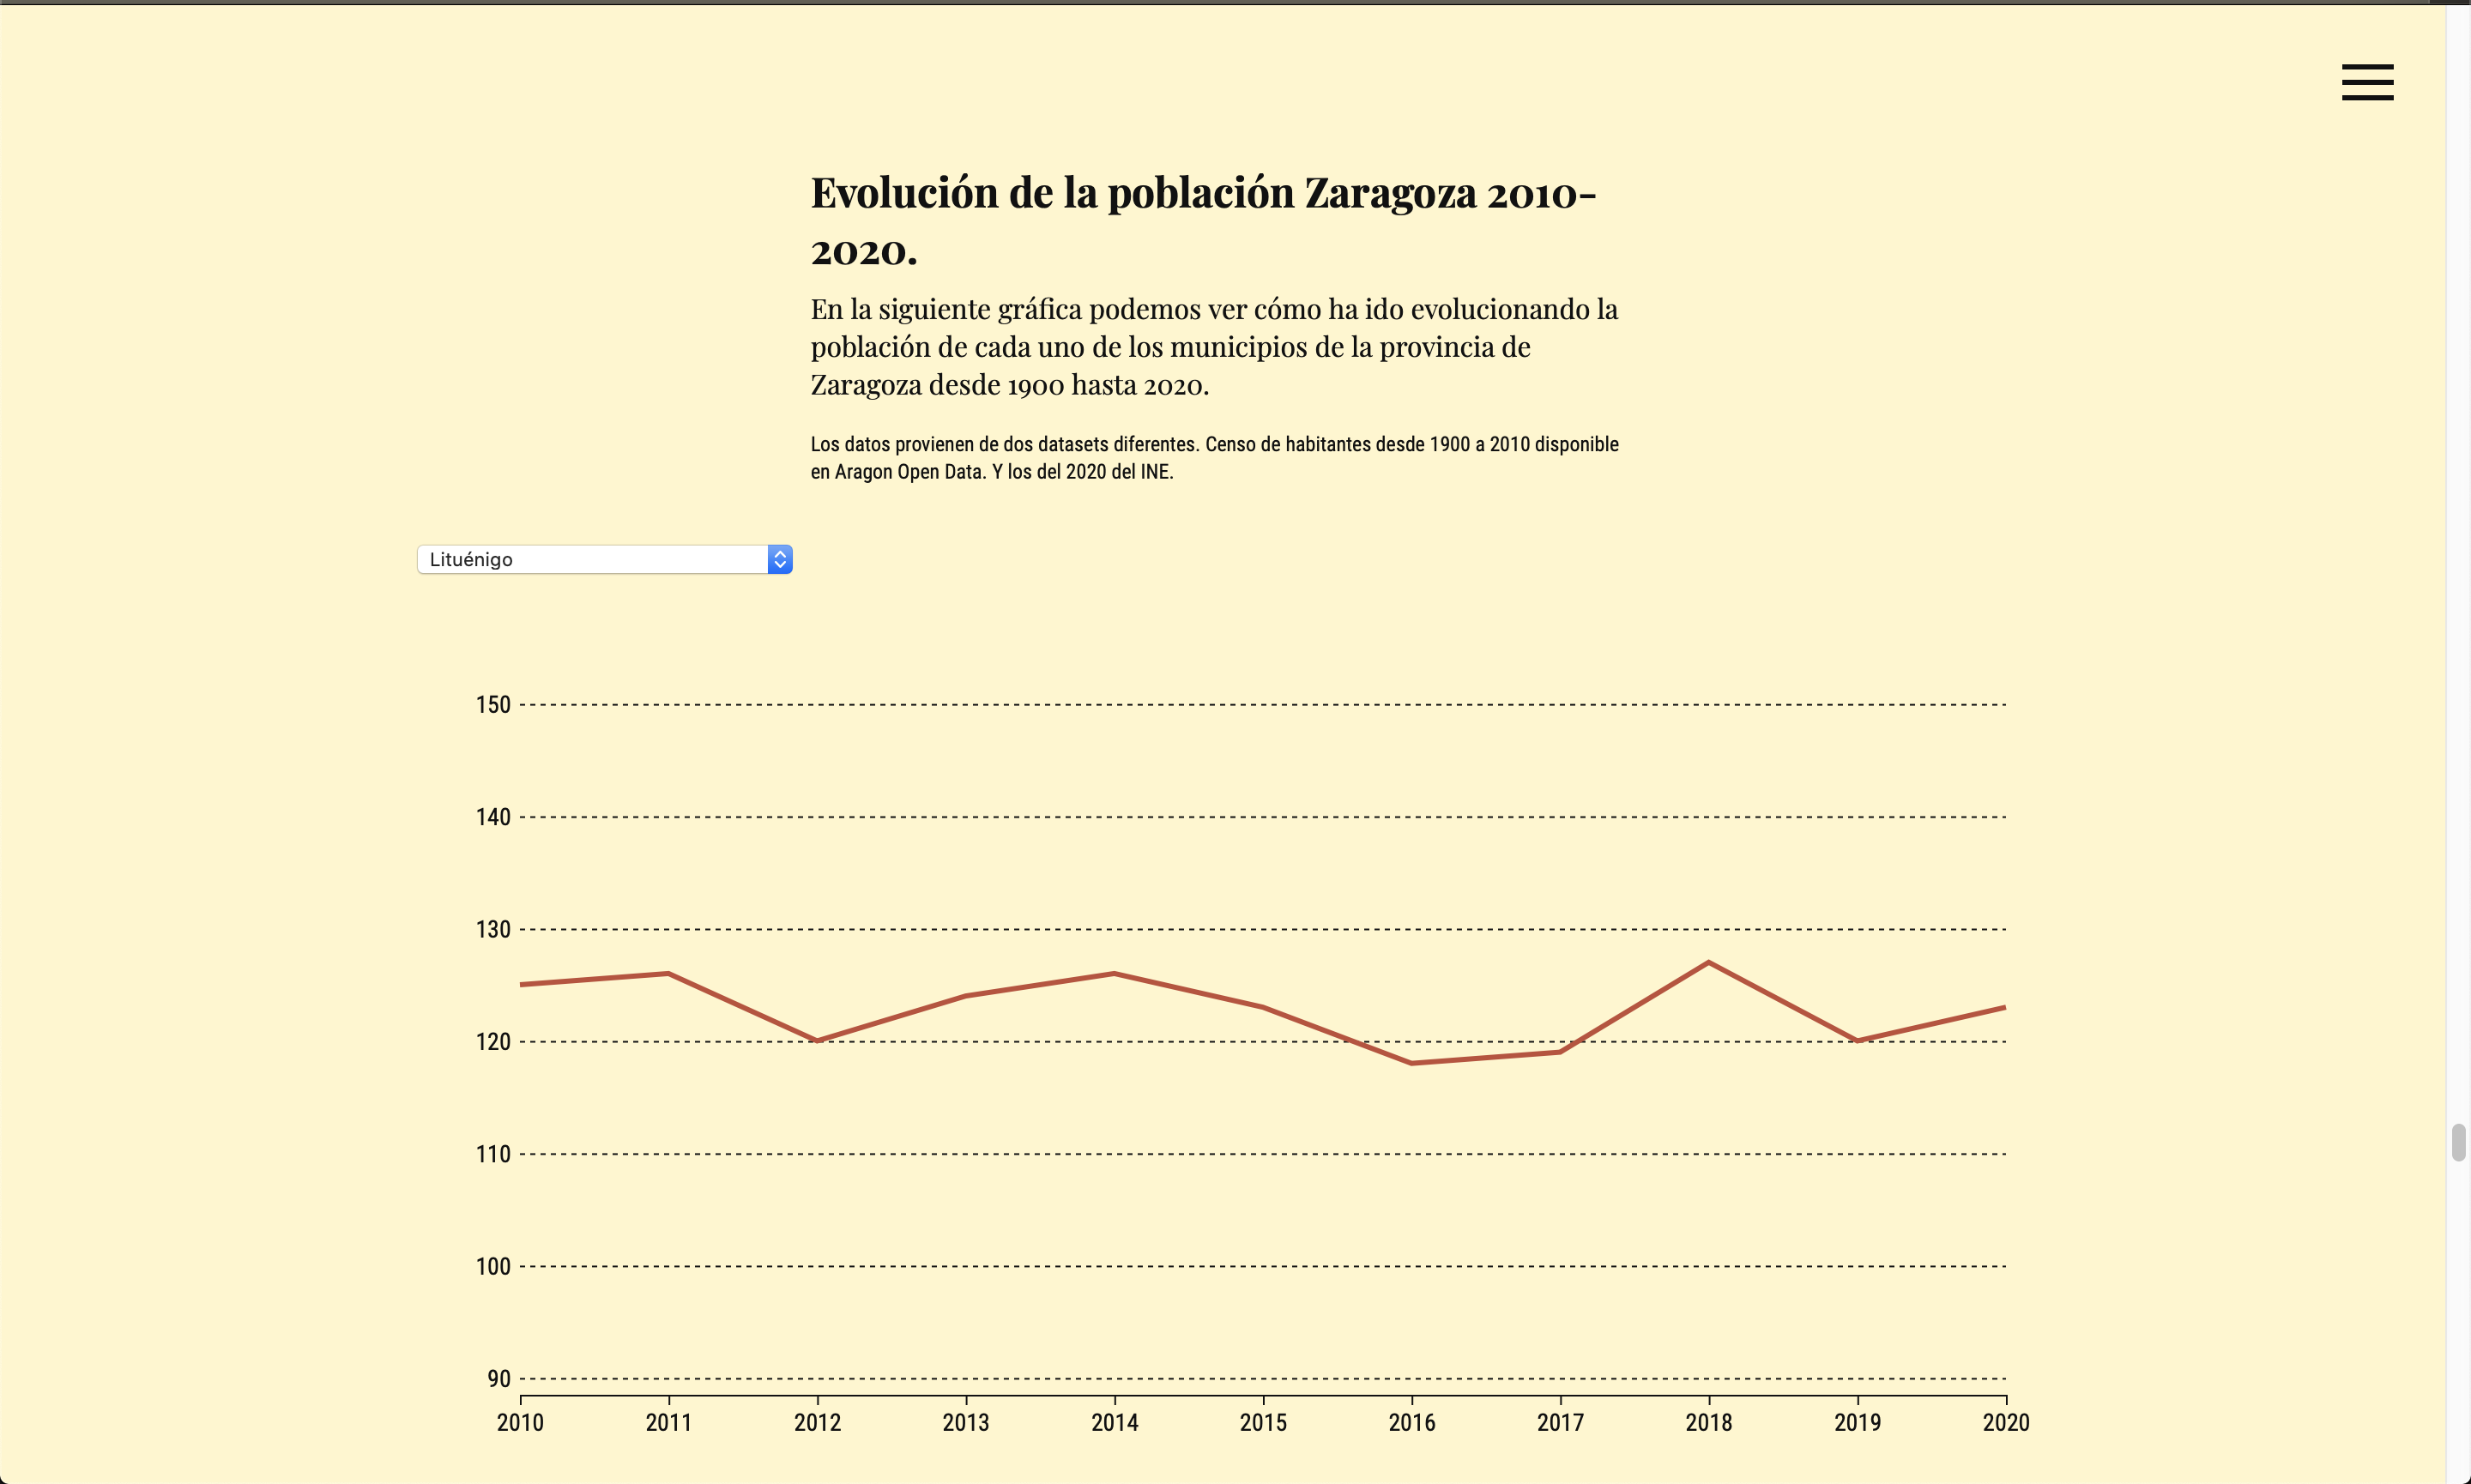 Evolución de la población Zaragoza 2010-
2020.
En la siguiente gráfica podemos ver cómo ha ido evolucionando la
población de cada uno de los municipios de la provincia de
Zaragoza desde 1900 hasta 2020.
Los datos provienen de dos datasets diferentes. Censo de habitantes desde 1900 a 2010 disponible
en Aragon Open Data. Y los del 2020 del INE.
Lituénigo
150
140
130
120
110
100
90
2010 2011 2012 2013 2014 2015 2016 2017 2018 2019 2020